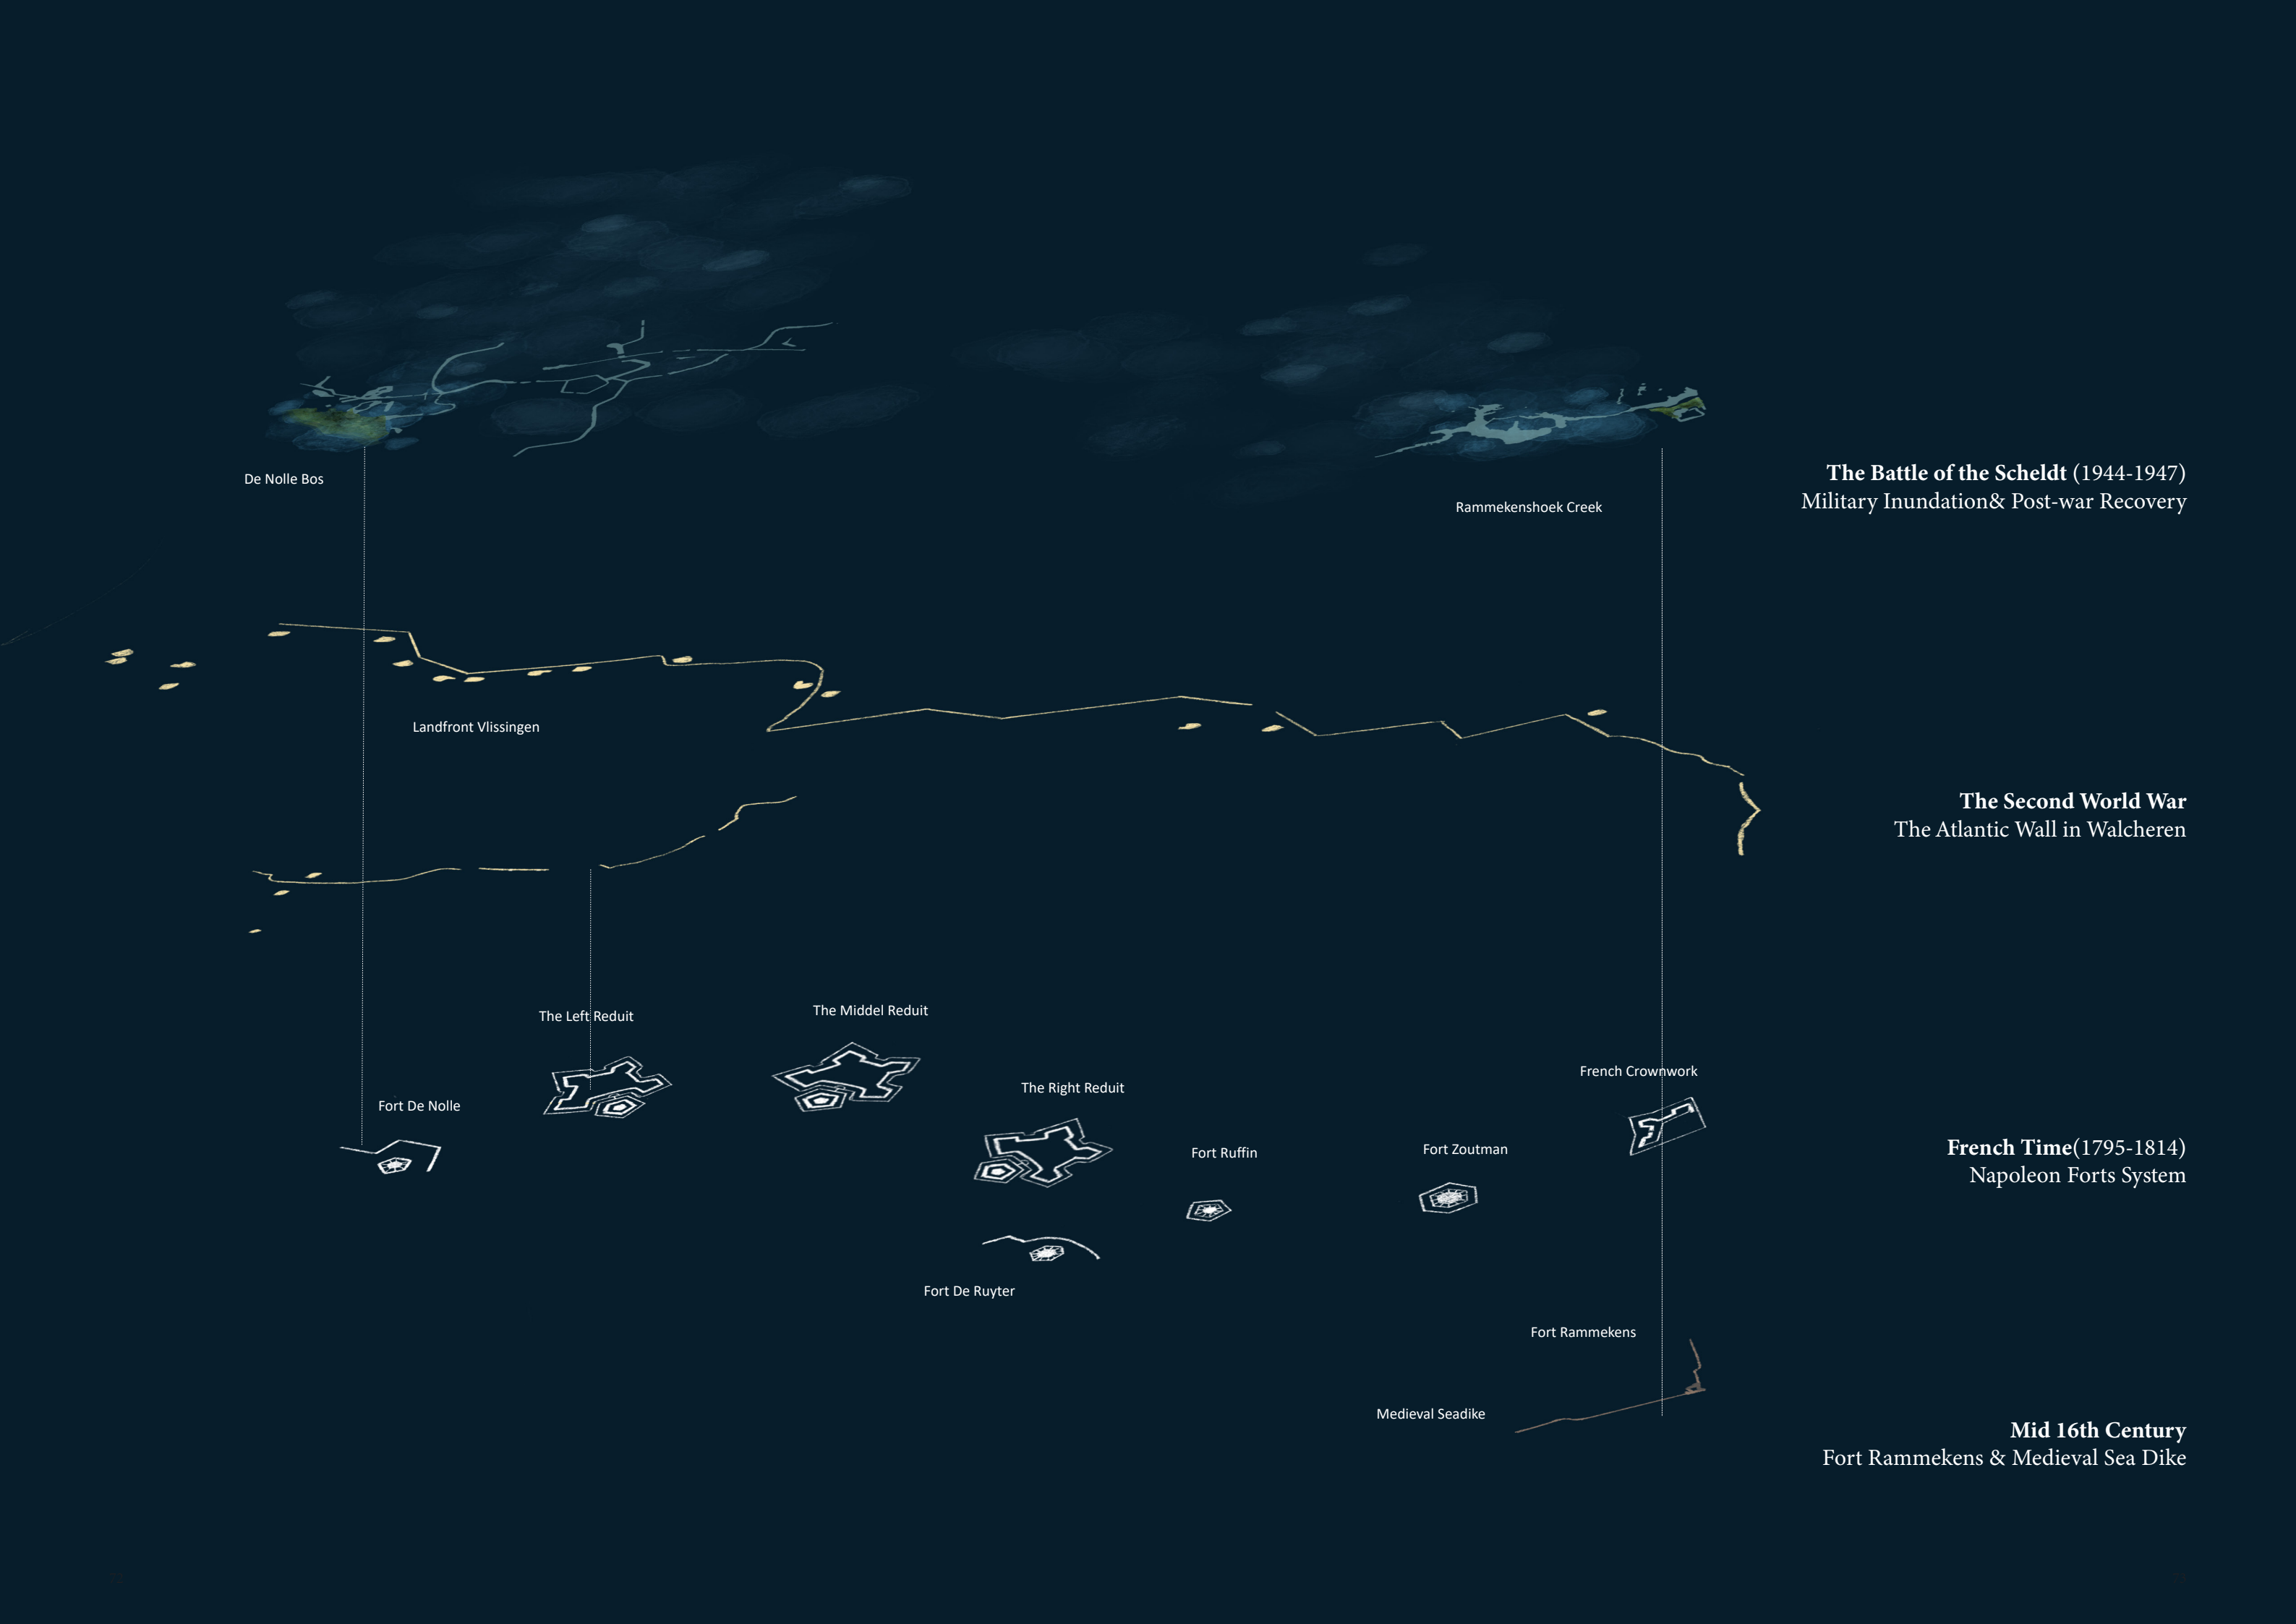 De Nolle Bos
Rammekenshoek Creek
The Battle of the Scheldt (1944-1947)
Military Inundation& Post-war Recovery
Landfront Vlissingen
The Second World War
The Atlantic Wall in Walcheren
The Left Reduit
The Middel Reduit
The Right Reduit
French Crownwork
Fort De Nolle
Fort Ruffin
Fort Zoutman
French Time(1795-1814)
Napoleon Forts System
Fort De Ruyter
Fort Rammekens
Medieval Seadike
Mid 16th Century
Fort Rammekens & Medieval Sea Dike